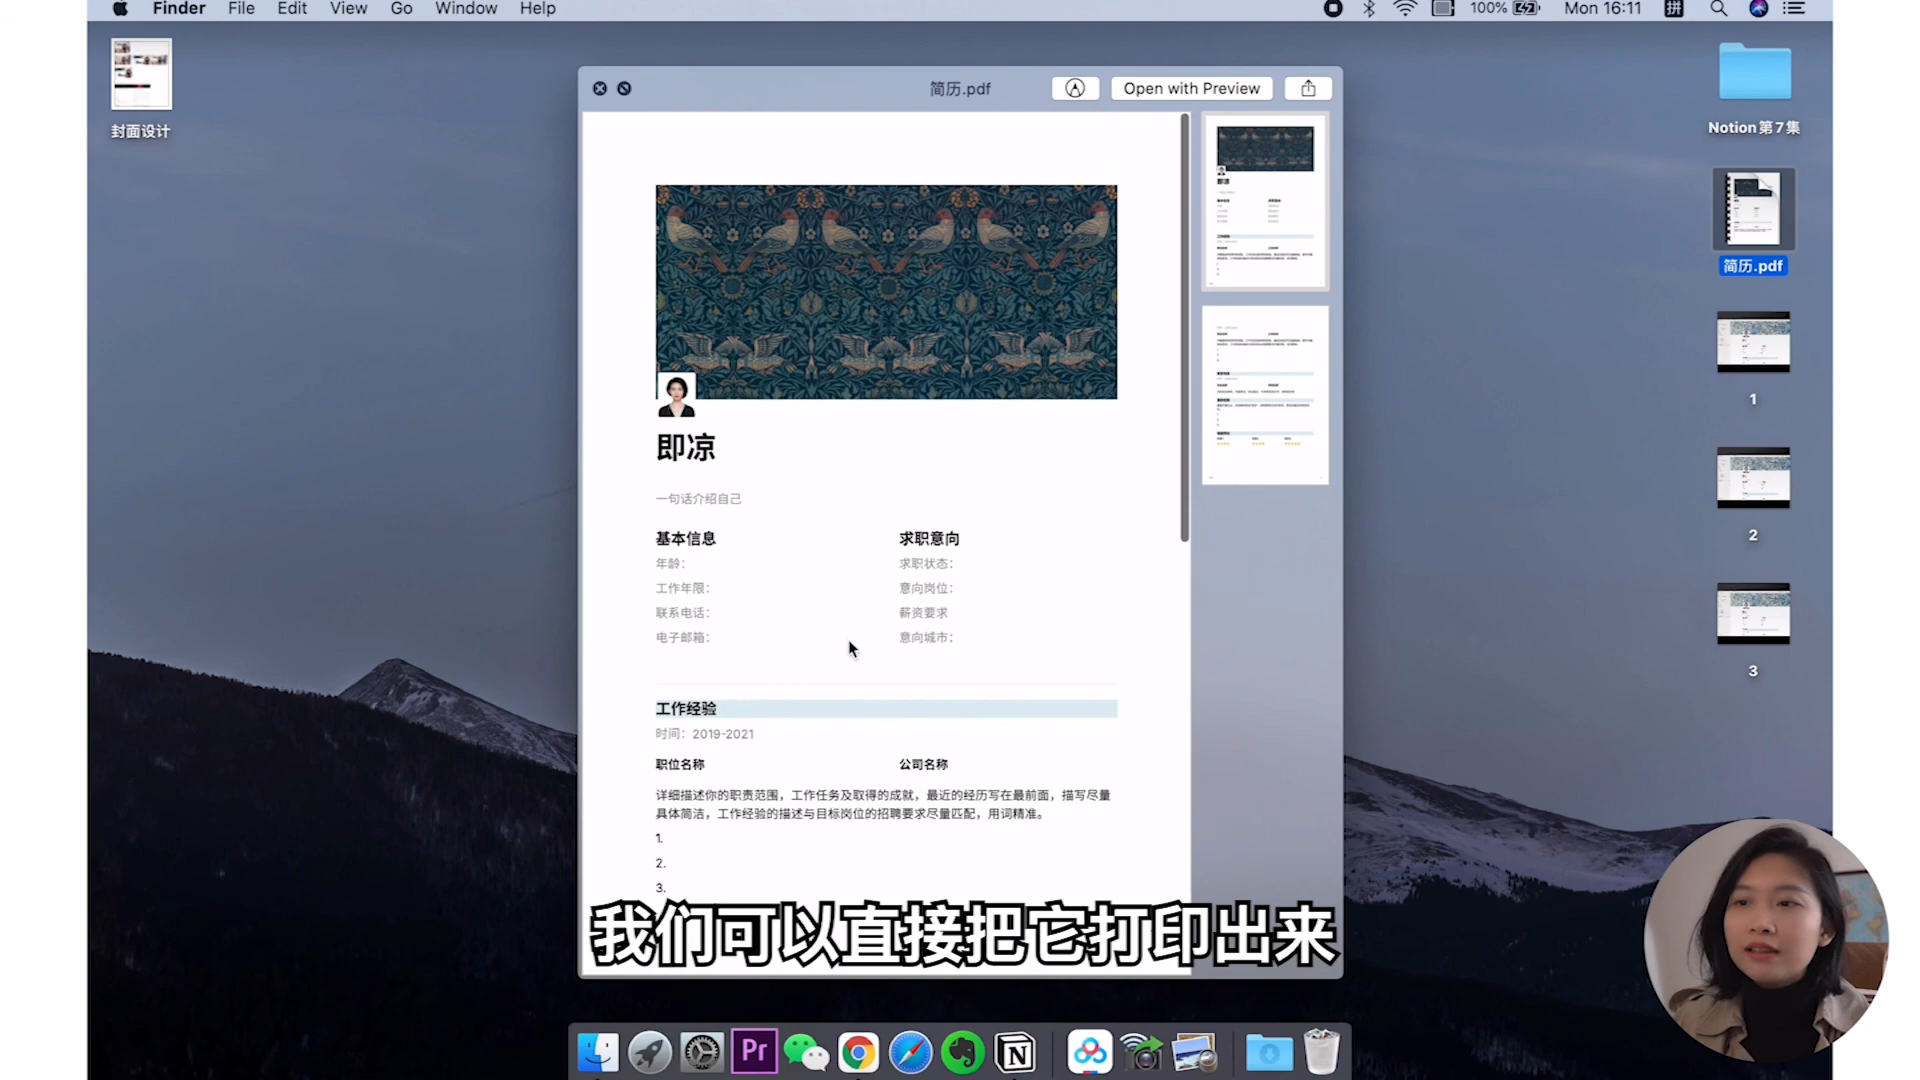 Finder File Edit View Go Window Help 100% Mon 16:11 拼
封面设计
简历.pdf
Open with Preview
即凉
一句话介绍自己
基本信息
求职意向
年龄：
求职状态：
工作年限：
意向岗位：
联系电话：
薪资要求
电子邮箱：
意向城市：
工作经验
时间：2019-2021
职位名称
公司名称
详细描述你的职责范围，工作任务及取得的成就，最近的经历写在最前面，描写尽量
具体简洁，工作经验的描述与目标岗位的招聘要求尽量匹配，用词精准。
1.
2.
3.
我们可以直接把它打印出来
Notion第7集
简历.pdf
1
2
3
Pr
N